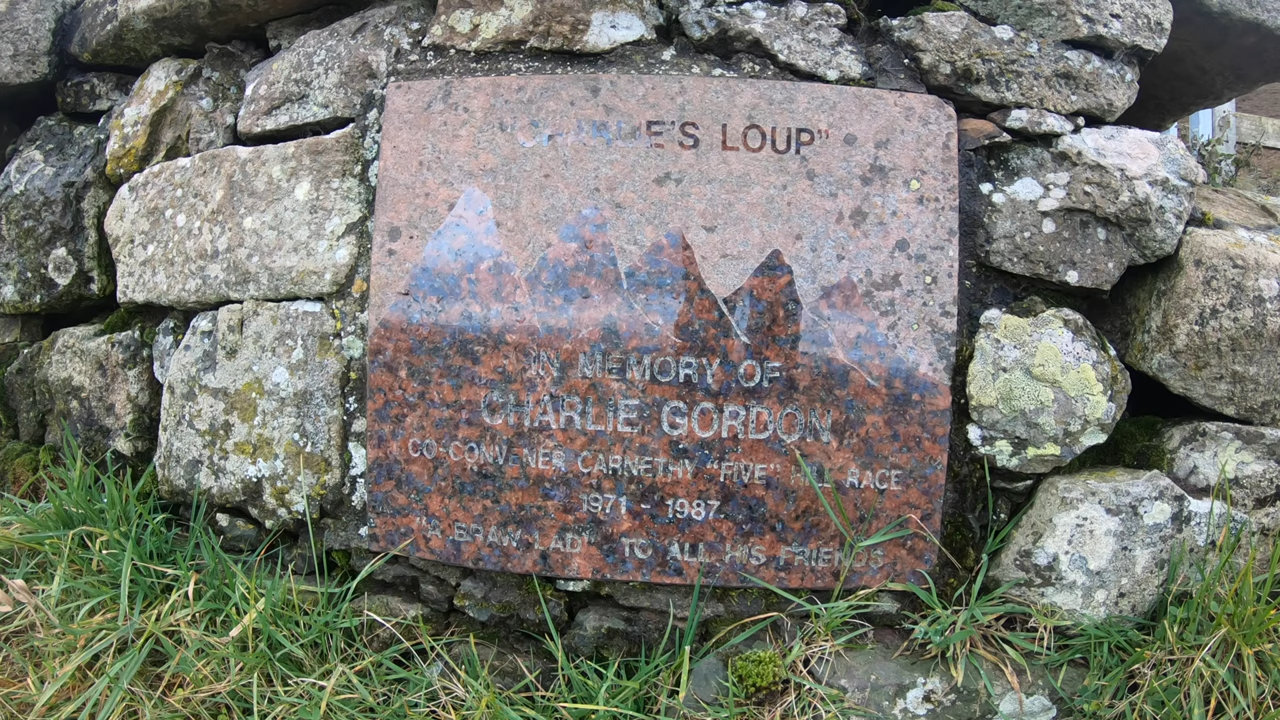 "CHARLIE'S LOUP"
IN MEMORY OF
CHARLIE GORDON
CO-CONVENER CARNETHY "FIVE" HILL RACE
1971 - 1987
"A BRAW LAD" TO ALL HIS FRIENDS